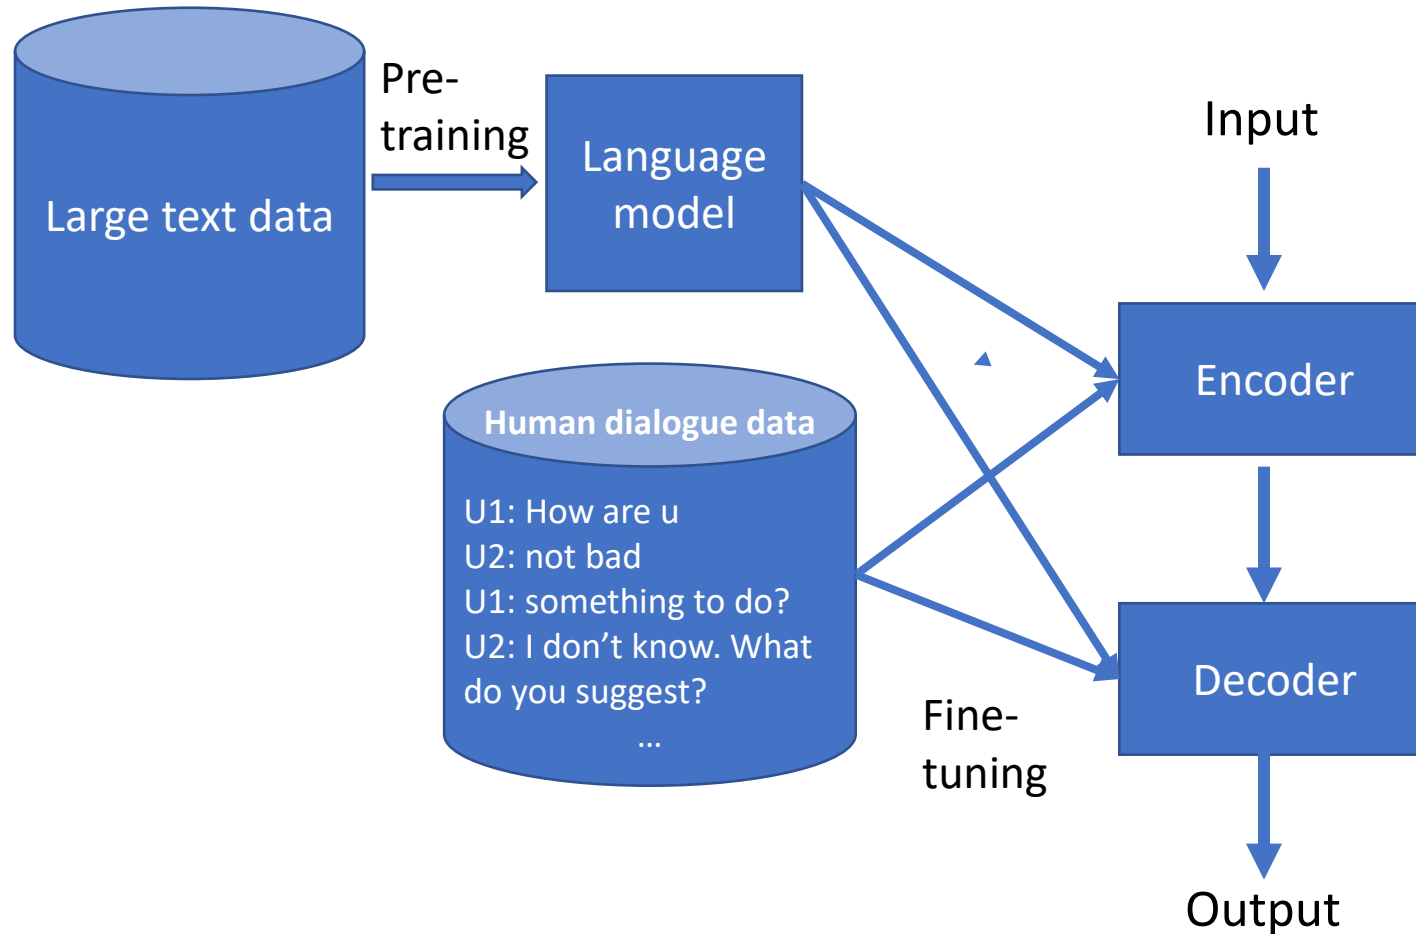 Large text data
Pre-
training
Language
model
Input
Encoder
Human dialogue data
U1: How are u
U2: not bad
U1: something to do?
U2: I don’t know. What
do you suggest?
...
Decoder
Fine-
tuning
Output